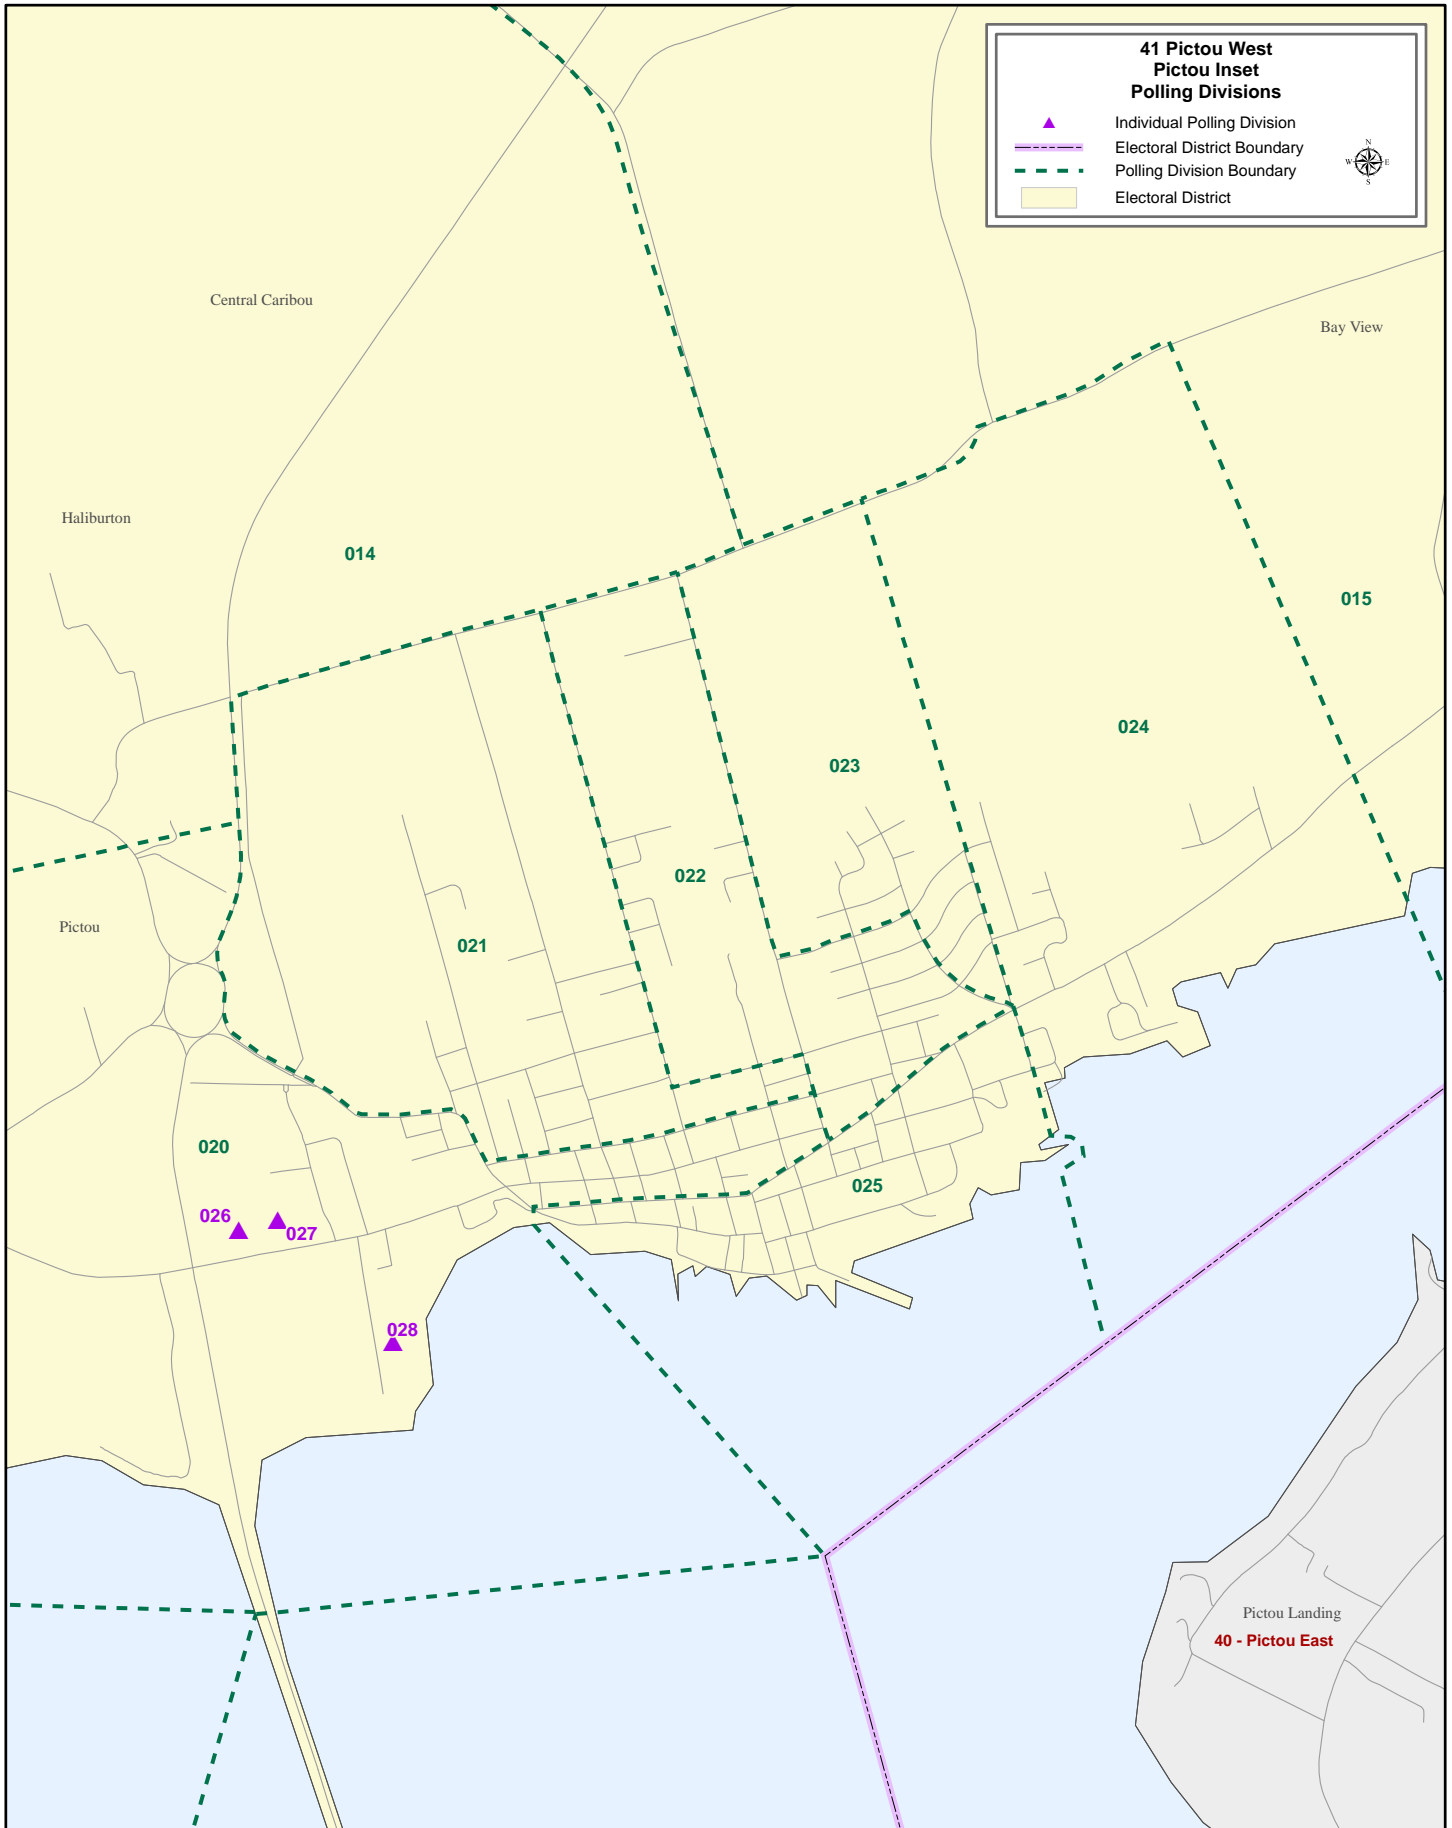 41 Pictou West
Pictou Inset
Polling Divisions
Individual Polling Division
Electoral District Boundary
Polling Division Boundary
Electoral District
N
W E
S
Central Caribou
Bay View
Haliburton
014
015
024
023
022
Pictou
021
020
025
026
027
028
Pictou Landing
40 - Pictou East